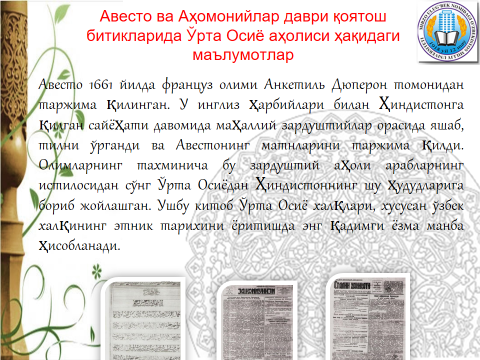 Авесто ва Аҳомонийлар даври қоятош
битикларида Ўрта Осиё аҳолиси ҳақидаги
маълумотлар
Авесто 1661 йилда француз олими Анкетиль Дюперон томонидан
таржима қилинган. У инглиз ҳарбийлари билан Ҳиндистонга
қилган сайёҳати давомида маҳаллий зардуштийлар орасида яшаб,
тилни ўрганди ва Авестонинг матнларини таржима қилди.
Олимларнинг тахминича бу зардуштий аҳоли арабларнинг
истилосидан сўнг Ўрта Осиёдан Ҳиндистоннинг шу ҳудудларига
бориб жойлашган. Ушбу китоб Ўрта Осиё халқлари, хусусан ўзбек
халқининг этник тарихини ёритишда энг қадимги ёзма манба
ҳисобланади.